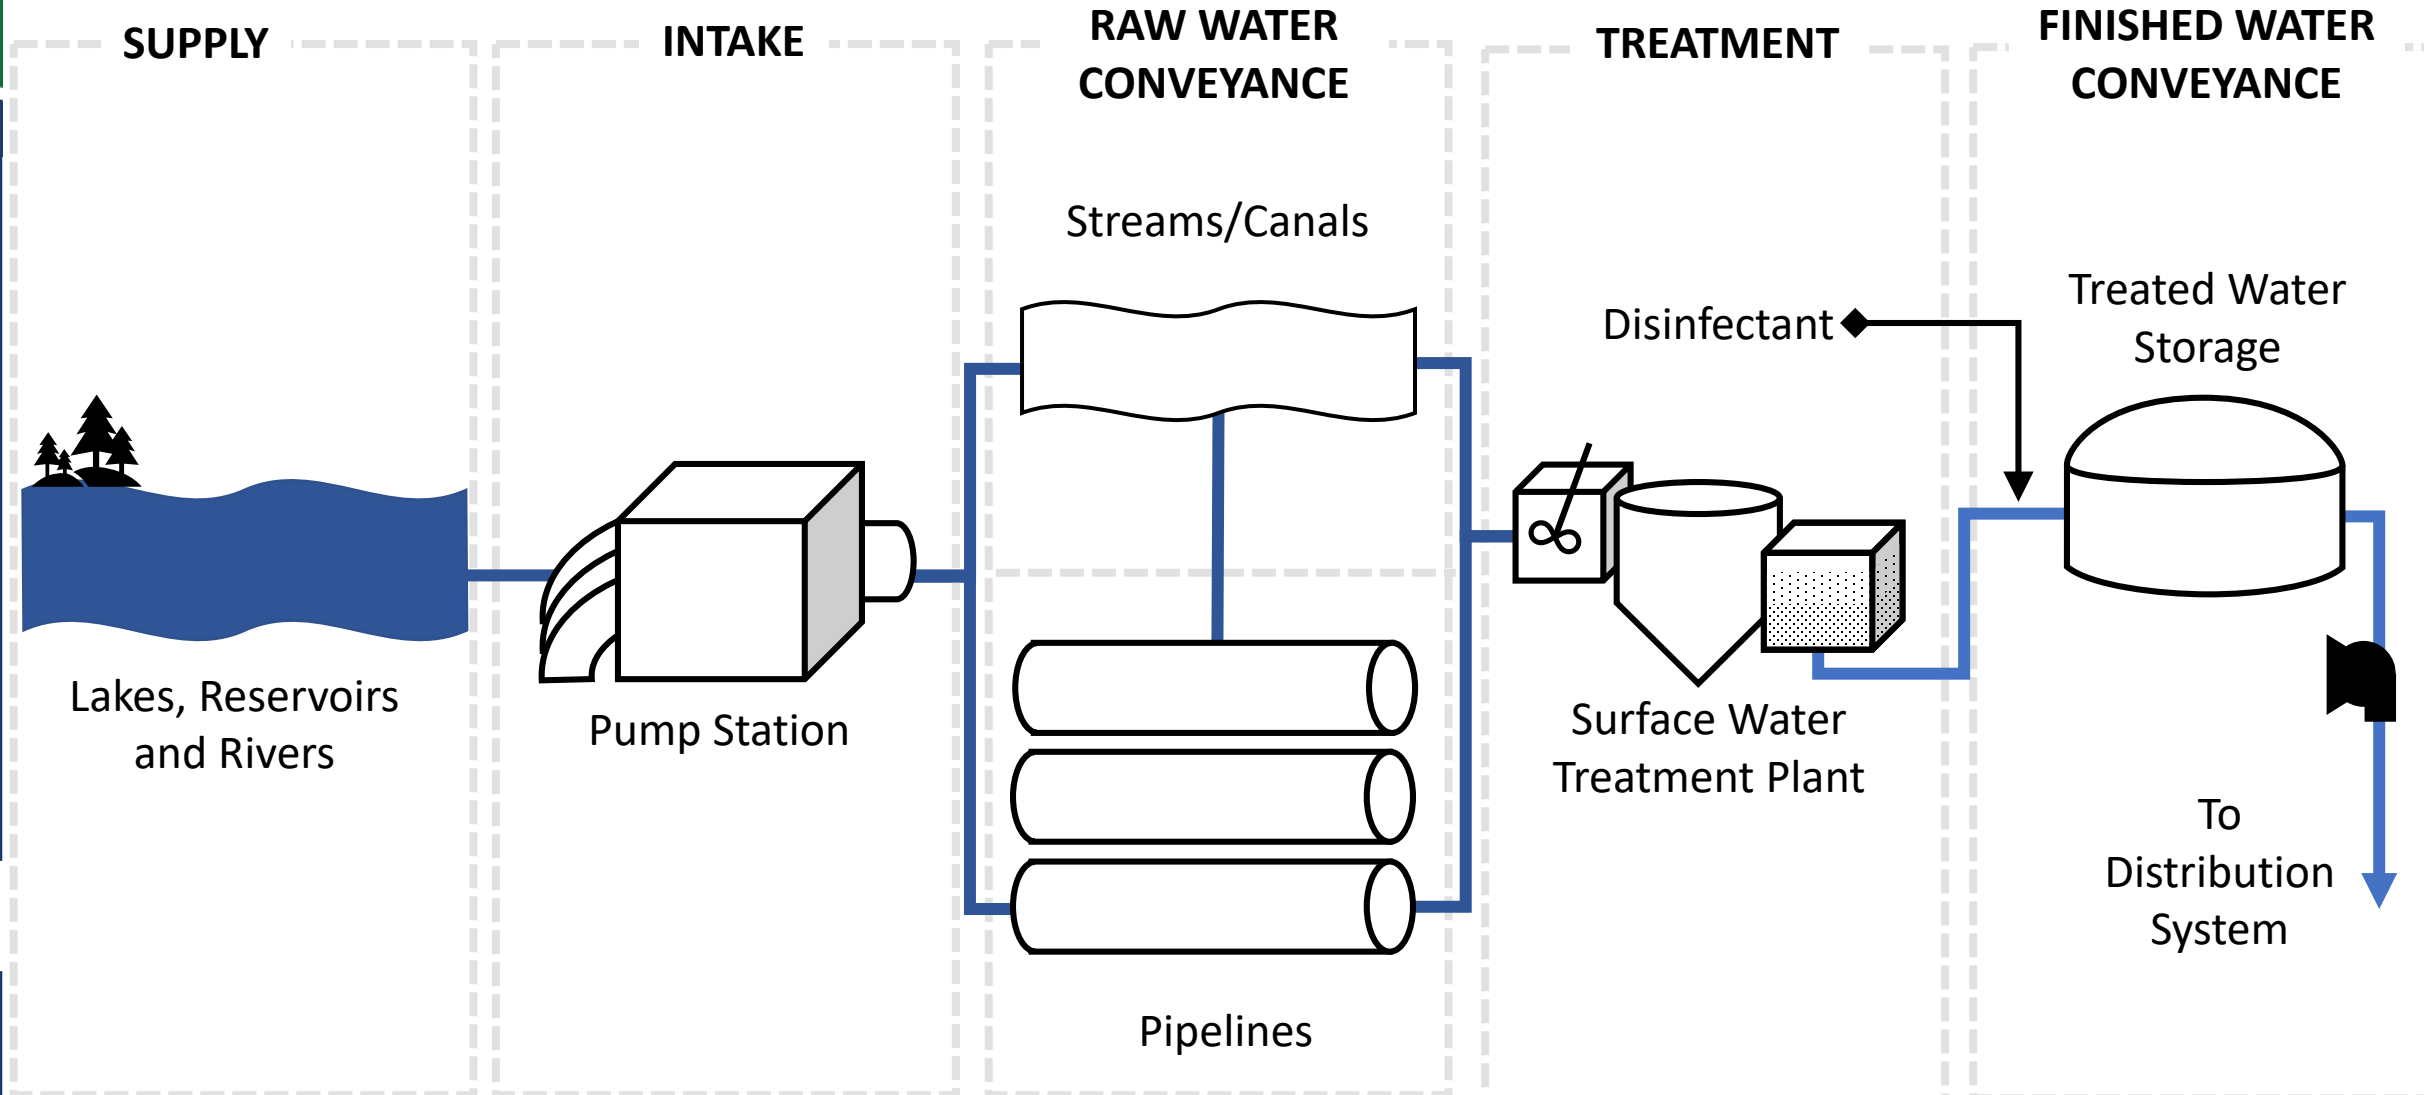 SUPPLY
INTAKE
RAW WATER
CONVEYANCE
TREATMENT
FINISHED WATER
CONVEYANCE
Streams/Canals
Disinfectant
Treated Water
Storage
Lakes, Reservoirs
and Rivers
Pump Station
Surface Water
Treatment Plant
To
Distribution
System
Pipelines